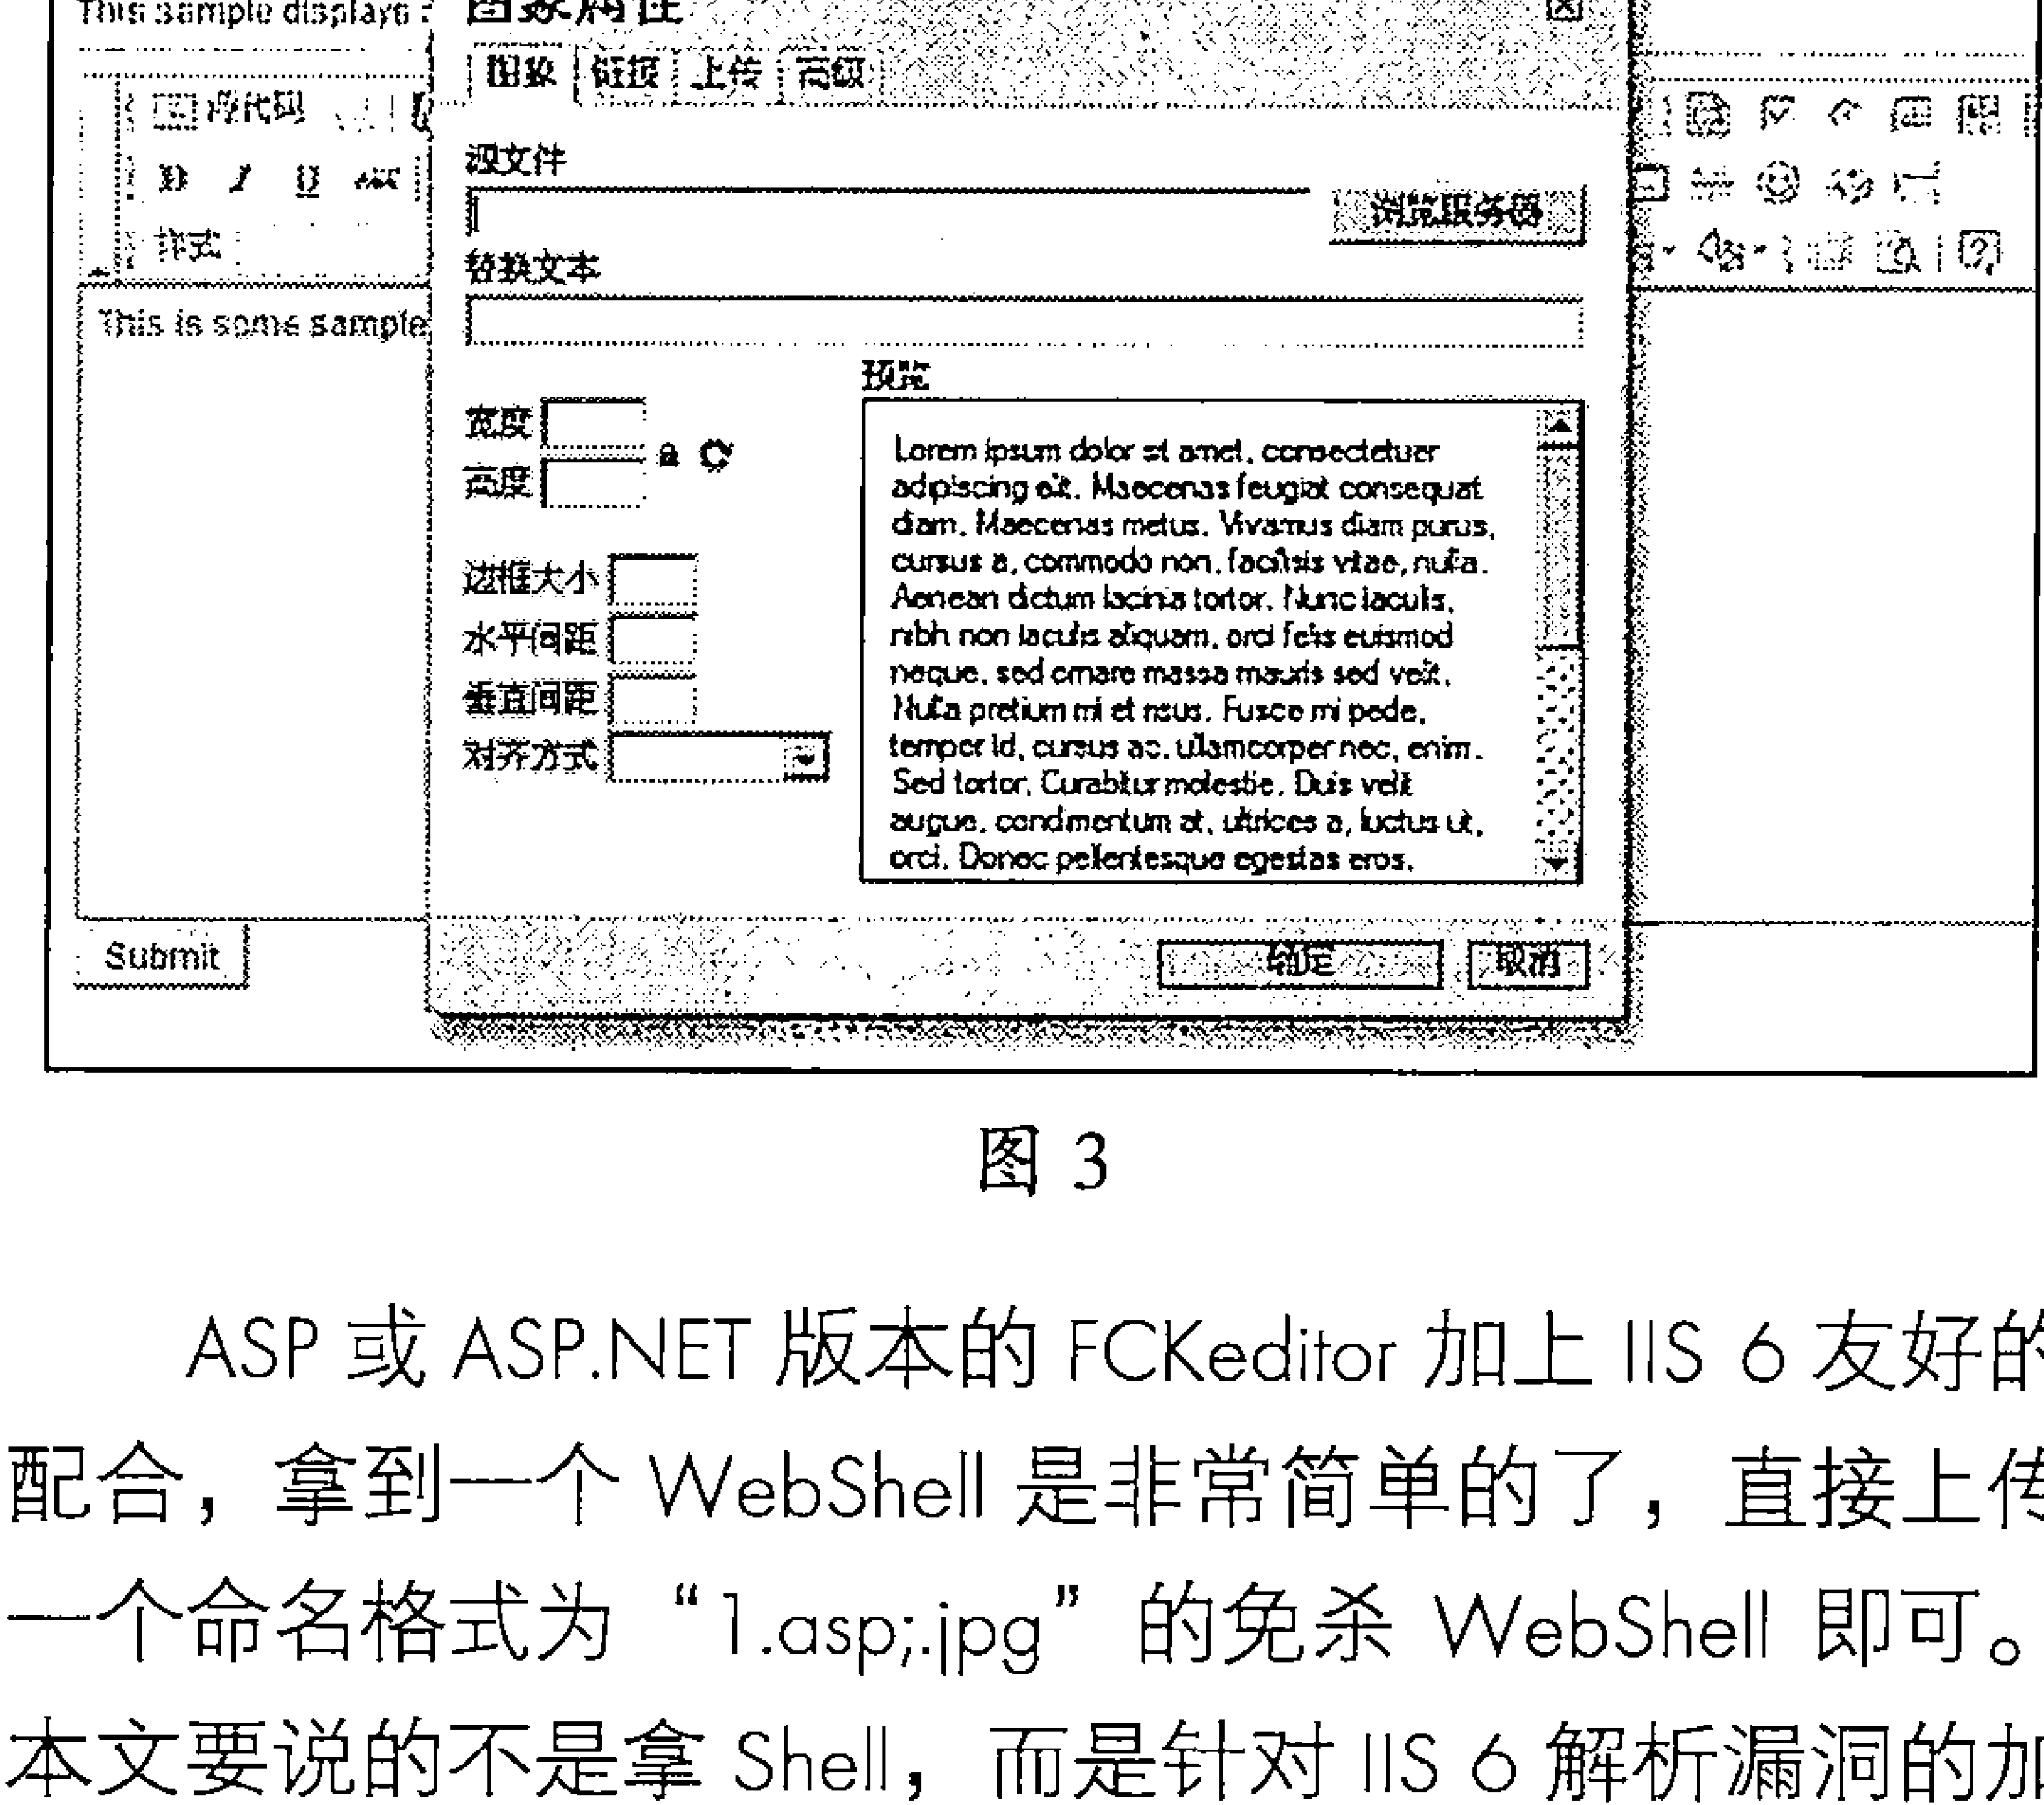 This sample displays
图象属性
图象 链接 上传 高级
源代码
源文件
B I U ABC
浏览服务器
样式
替换文本
This is some sample
预览
宽度
高度
Lorem ipsum dolor sit amet, consectetuer
adipiscing elit. Maecenas feugiat consequat
diam. Maecenas metus. Vivamus diam purus,
cursus a, commodo non, facilisis vitae, nulla.
Aenean dictum lacinia tortor. Nunc iaculis,
nibh non iaculis aliquam, orci felis euismod
neque, sed ornare massa mauris sed velit.
Nulla pretium mi et risus. Fusce mi pede,
tempor id, cursus ac, ullamcorper nec, enim.
Sed tortor. Curabitur molestie. Duis velit
augue, condimentum at, ultrices a, luctus ut,
orci. Donec pellentesque egestas eros.
边框大小
水平间距
垂直间距
对齐方式
Submit
确定 取消
图 3
ASP 或 ASP.NET 版本的 FCKeditor 加上 IIS 6 友好的
配合，拿到一个 WebShell 是非常简单的了，直接上传
一个命名格式为“1.asp;.jpg”的免杀 WebShell 即可。
本文要说的不是拿 Shell，而是针对 IIS 6 解析漏洞的加